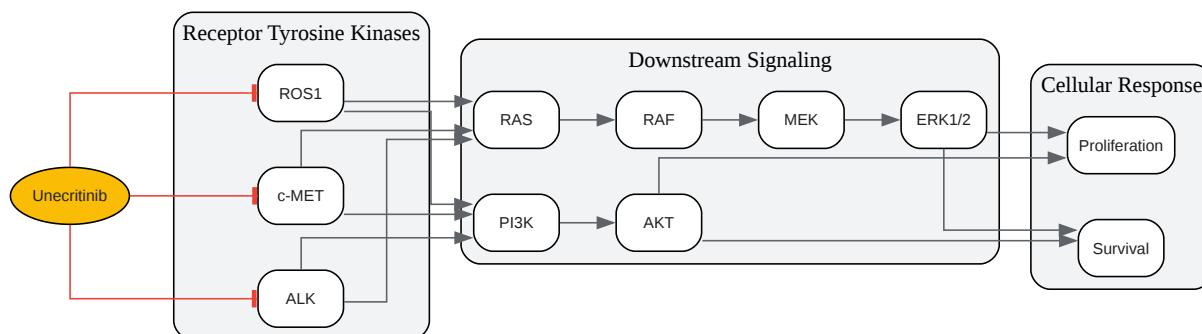 Receptor Tyrosine Kinases
Downstream Signaling
Cellular Response
ROS1
RAS
RAF
MEK
ERK1/2
Proliferation
Unecritinib
c-MET
PI3K
AKT
Survival
ALK